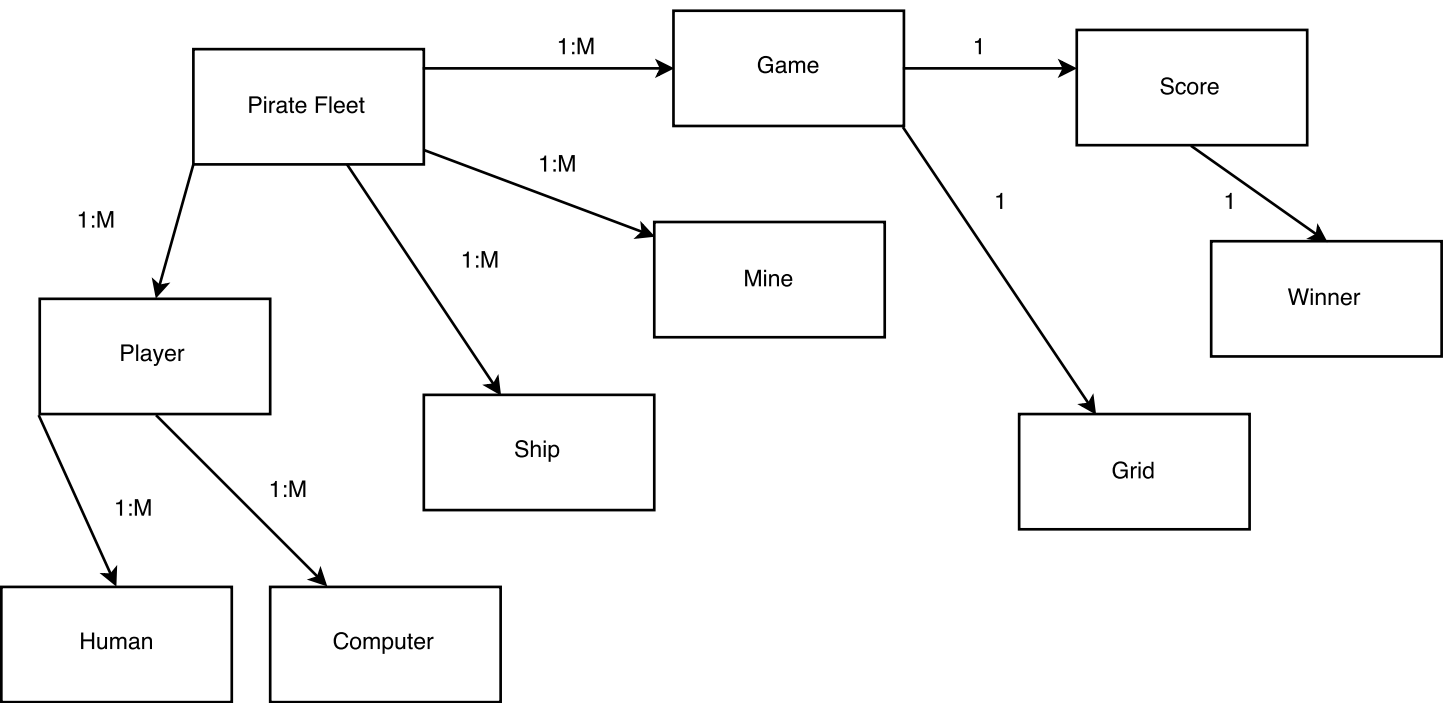 1:M
Game
1
Score
Pirate Fleet
1:M
1:M
1
1
1:M
Mine
Winner
Player
Ship
Grid
1:M
1:M
Human
Computer